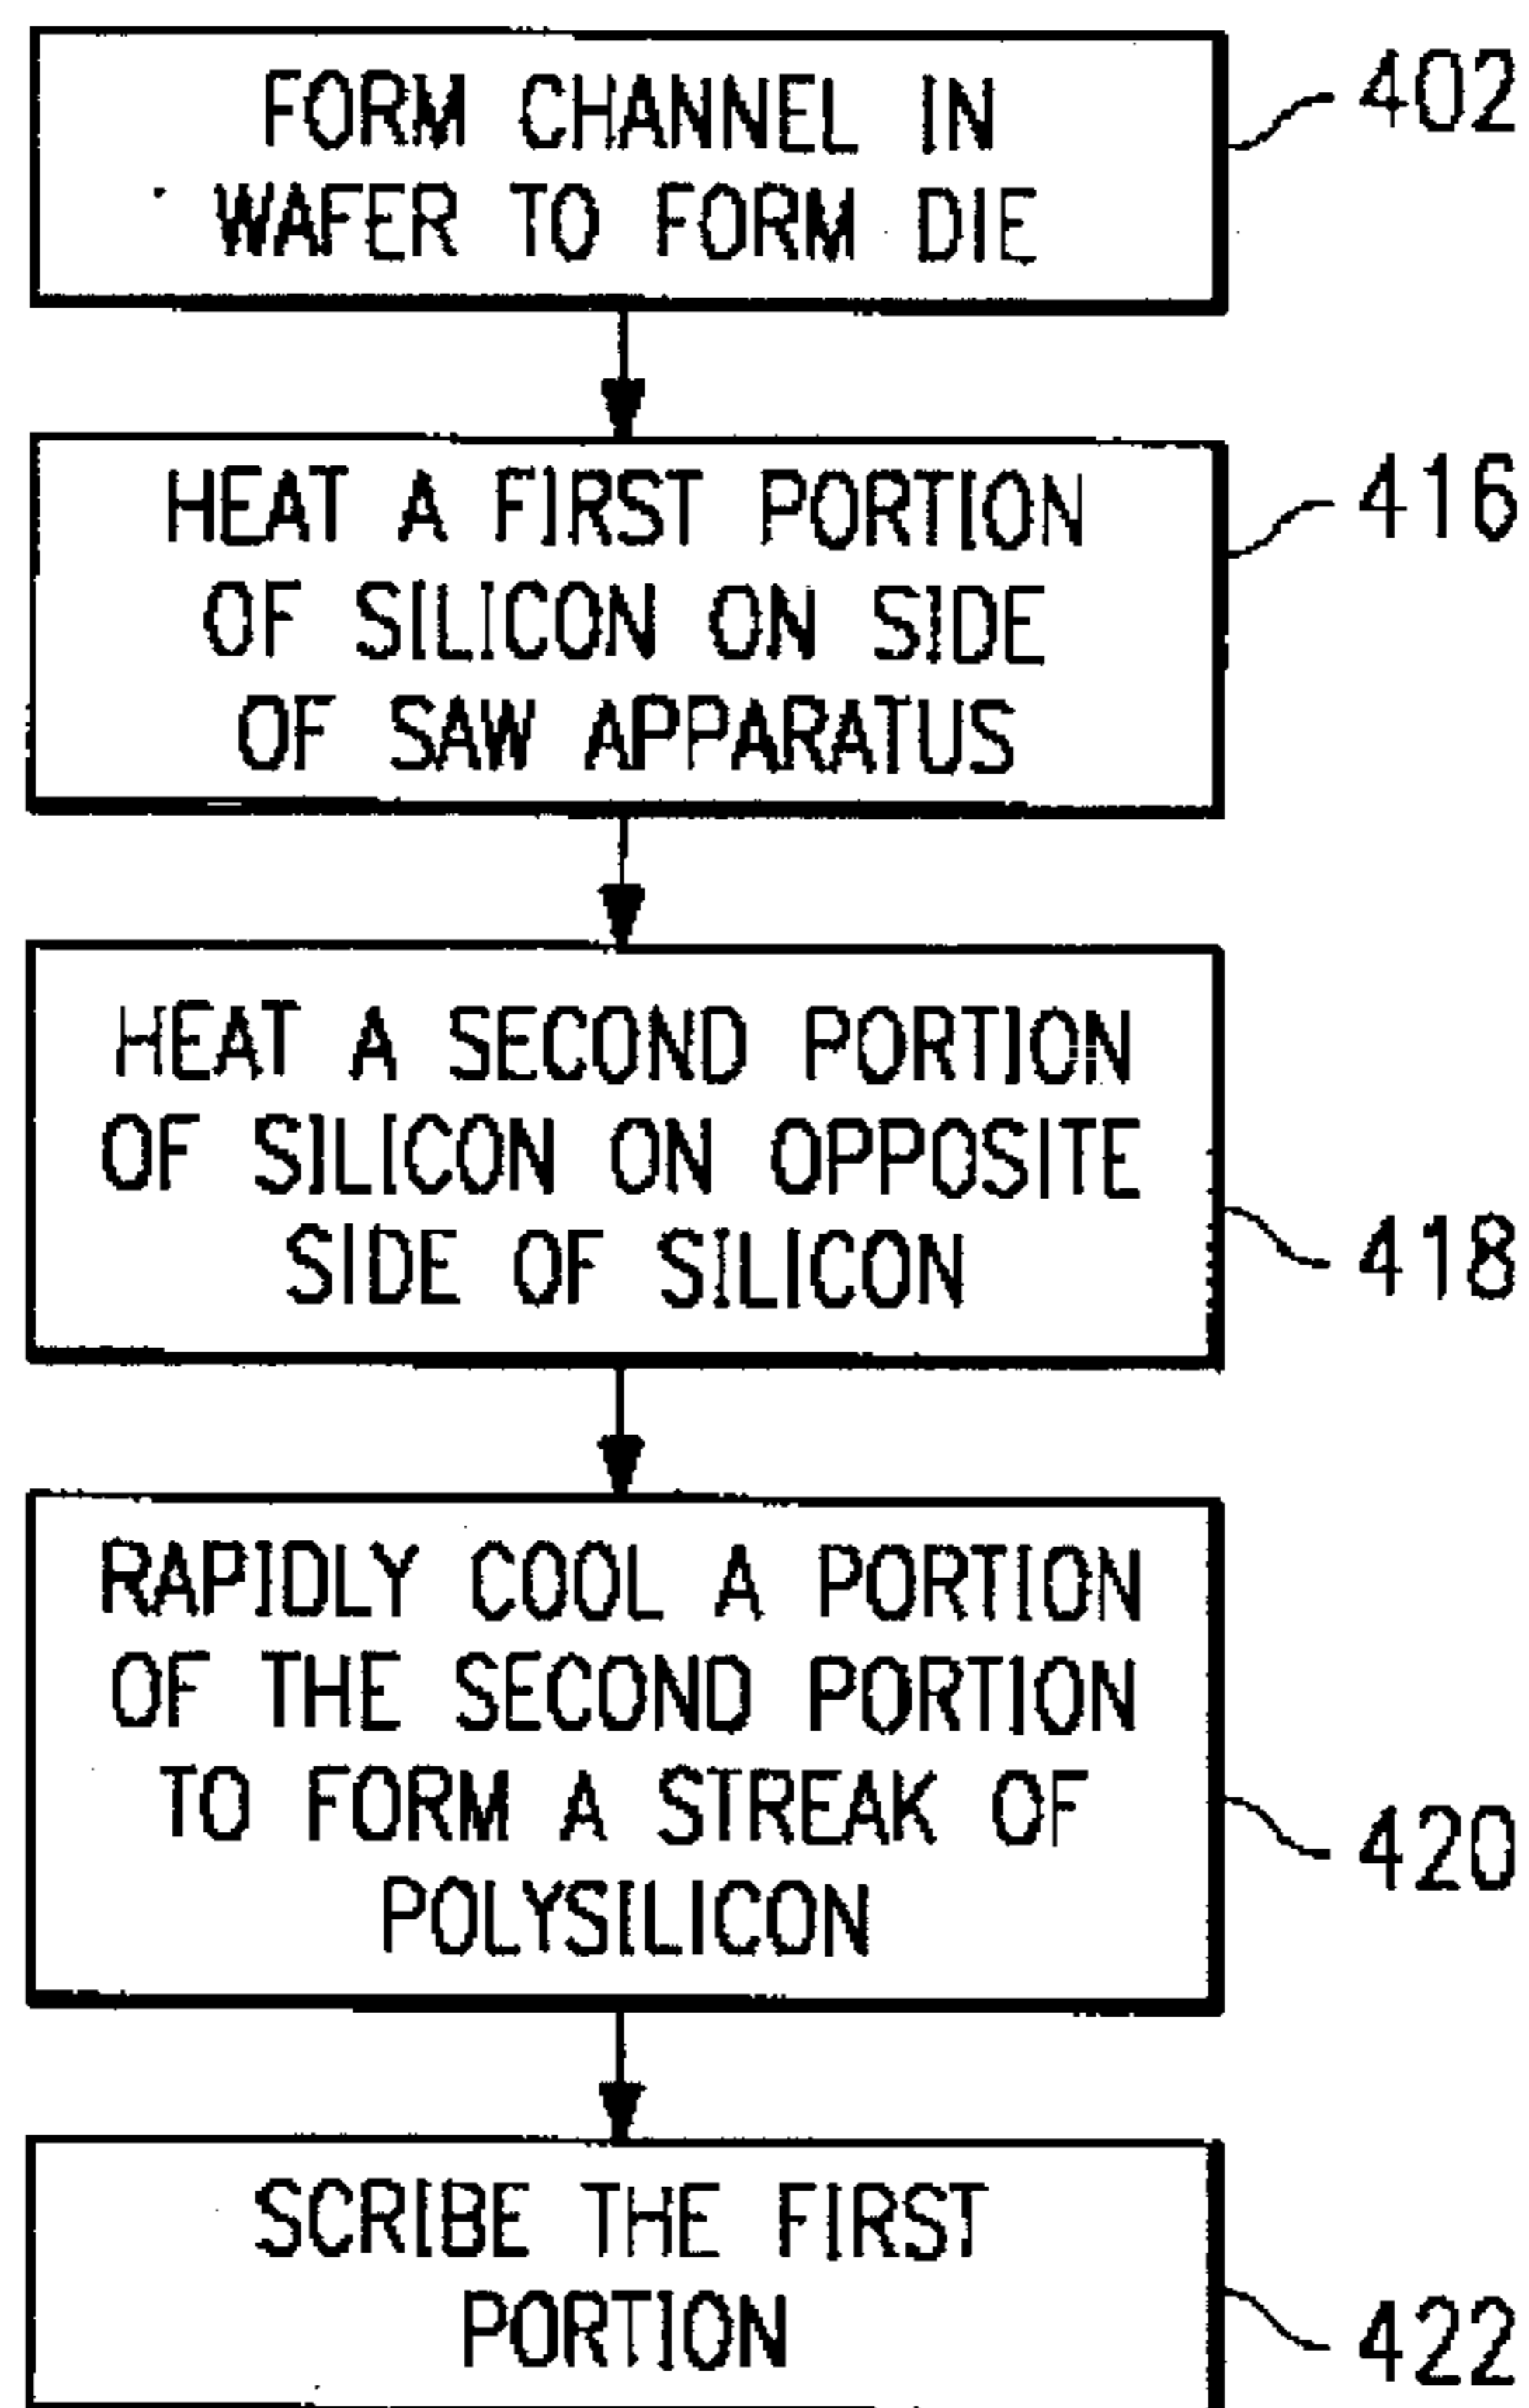 FORM CHANNEL IN
WAFER TO FORM DIE
402
HEAT A FIRST PORTION
OF SILICON ON SIDE
OF SAW APPARATUS
416
HEAT A SECOND PORTION
OF SILICON ON OPPOSITE
SIDE OF SILICON
418
RAPIDLY COOL A PORTION
OF THE SECOND PORTION
TO FORM A STREAK OF
POLYSILICON
420
SCRIBE THE FIRST
PORTION
422